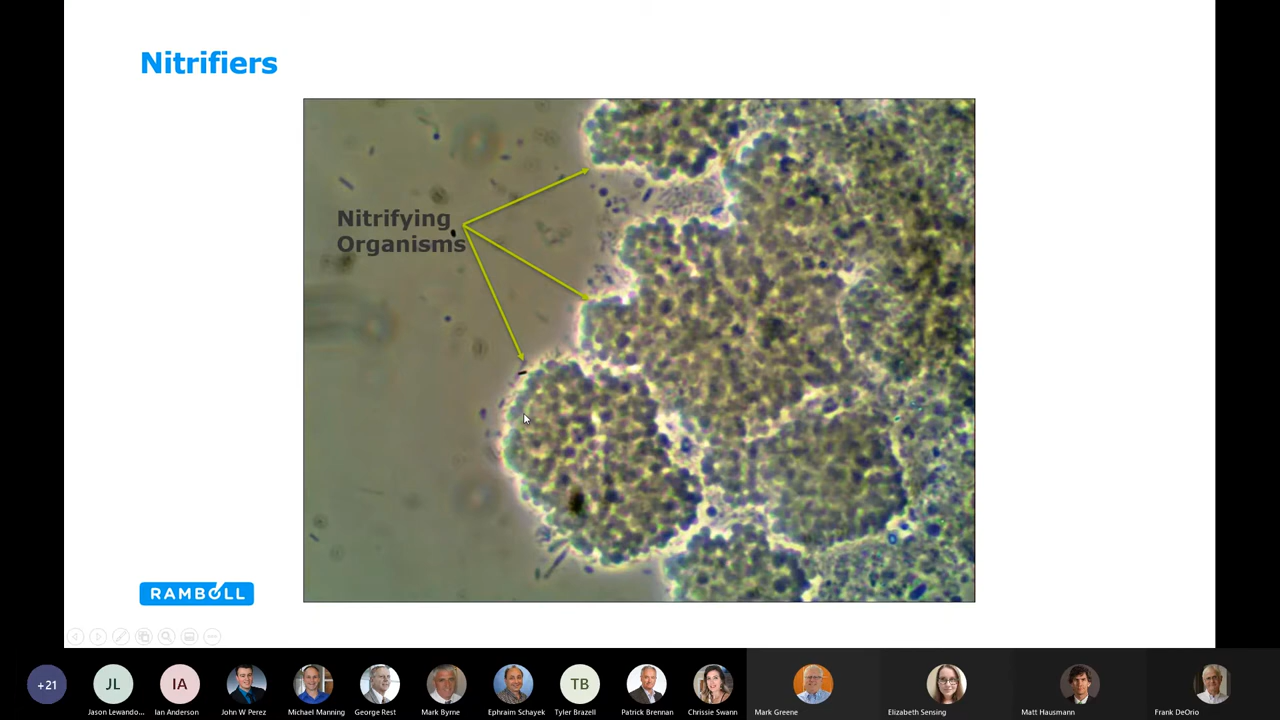 Nitrifiers
Nitrifying
Organisms
RAMBOLL
+21
JL
IA
TB
Jason Lewando...
Ian Anderson
John W Perez
Michael Manning
George Rest
Mark Byrne
Ephraim Schayek
Tyler Brazell
Patrick Brennan
Chrissie Swann
Mark Greene
Elizabeth Sensing
Matt Hausmann
Frank DeOrio